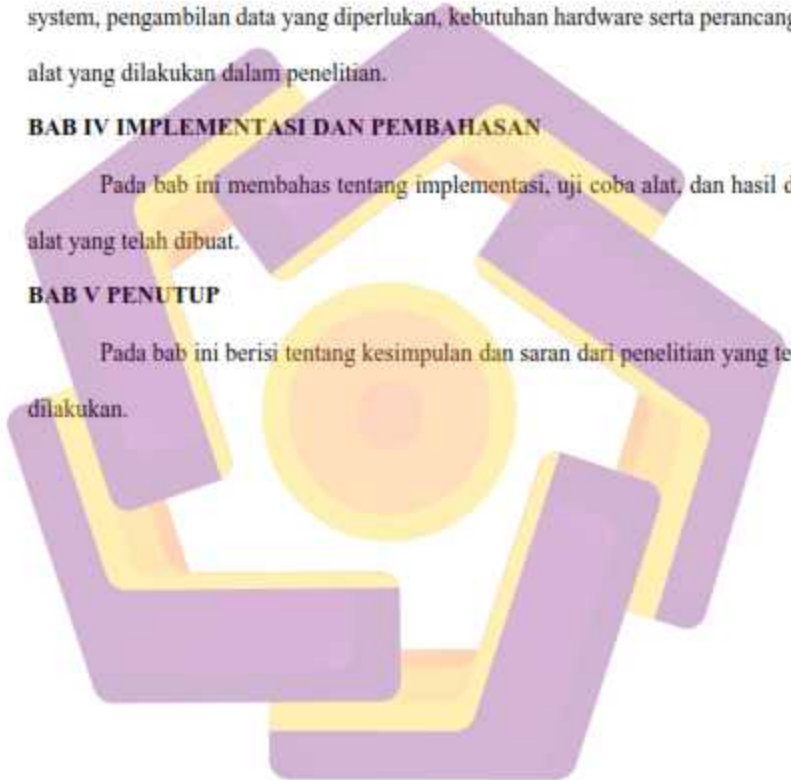 system, pengambilan data yang diperlukan, kebutuhan hardware serta perancang
alat yang dilakukan dalam penelitian.
BAB IV IMPLEMENTASI DAN PEMBAHASAN
Pada bab ini membahas tentang implementasi, uji coba alat, dan hasil d
alat yang telah dibuat.
BAB V PENUTUP
Pada bab ini berisi tentang kesimpulan dan saran dari penelitian yang te
dilakukan.